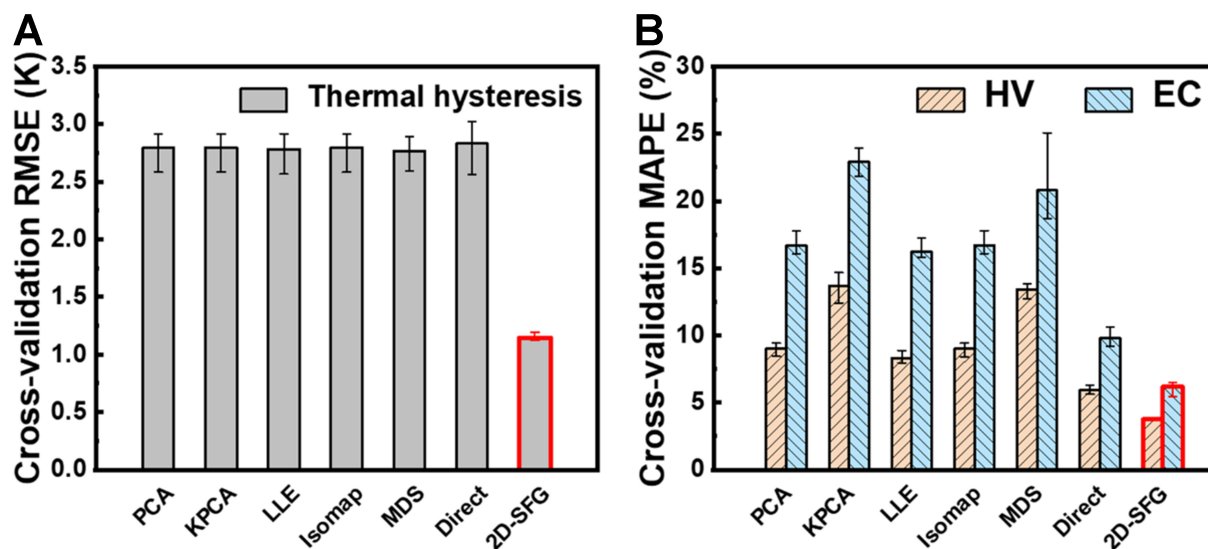 A
Cross-validation RMSE (K)
3.5
3.0
2.5
2.0
1.5
1.0
0.5
0.0
Thermal hysteresis
PCA
KPCA
LLE
Isomap
MDS
Direct
2D-SFG
B
Cross-validation MAPE (%)
30
25
20
15
10
5
0
HV
EC
PCA
KPCA
LLE
Isomap
MDS
Direct
2D-SFG